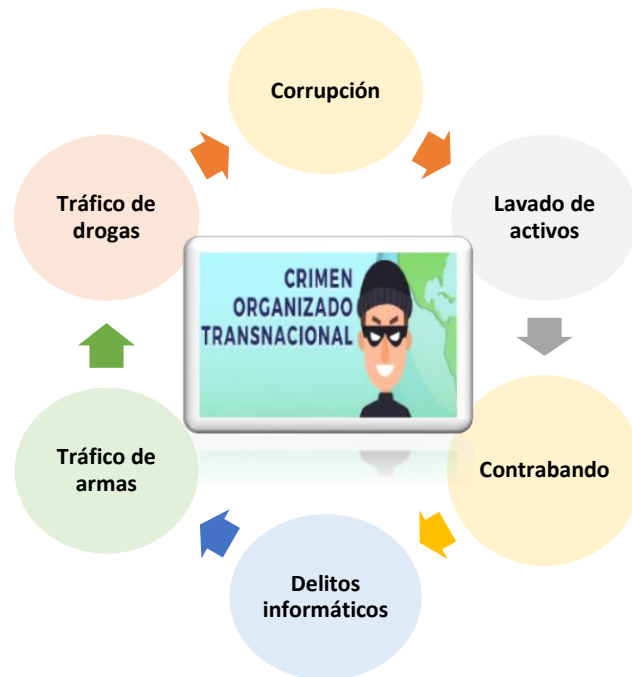 Corrupción
Lavado de
activos
Contrabando
Delitos
informáticos
Tráfico de
armas
Tráfico de
drogas
CRIMEN
ORGANIZADO
TRANSNACIONAL